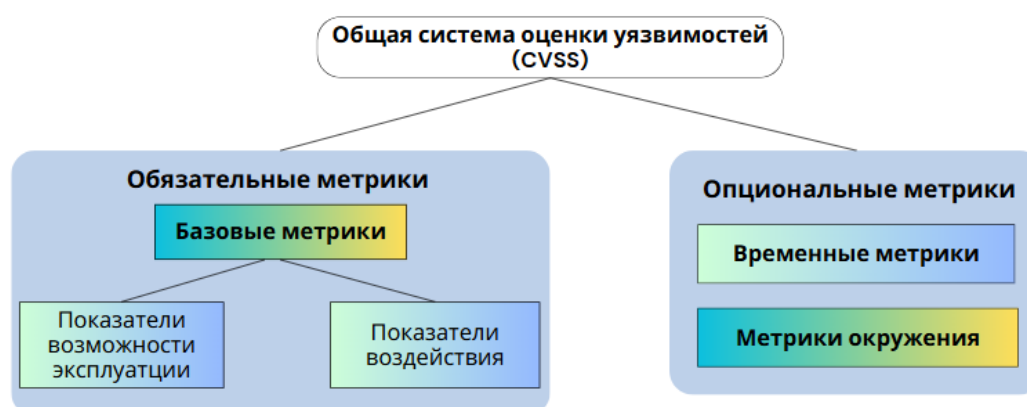 Общая система оценки уязвимостей
(CVSS)
Обязательные метрики
Базовые метрики
Показатели
возможности
эксплуатции
Показатели
воздействия
Опциональные метрики
Временные метрики
Метрики окружения